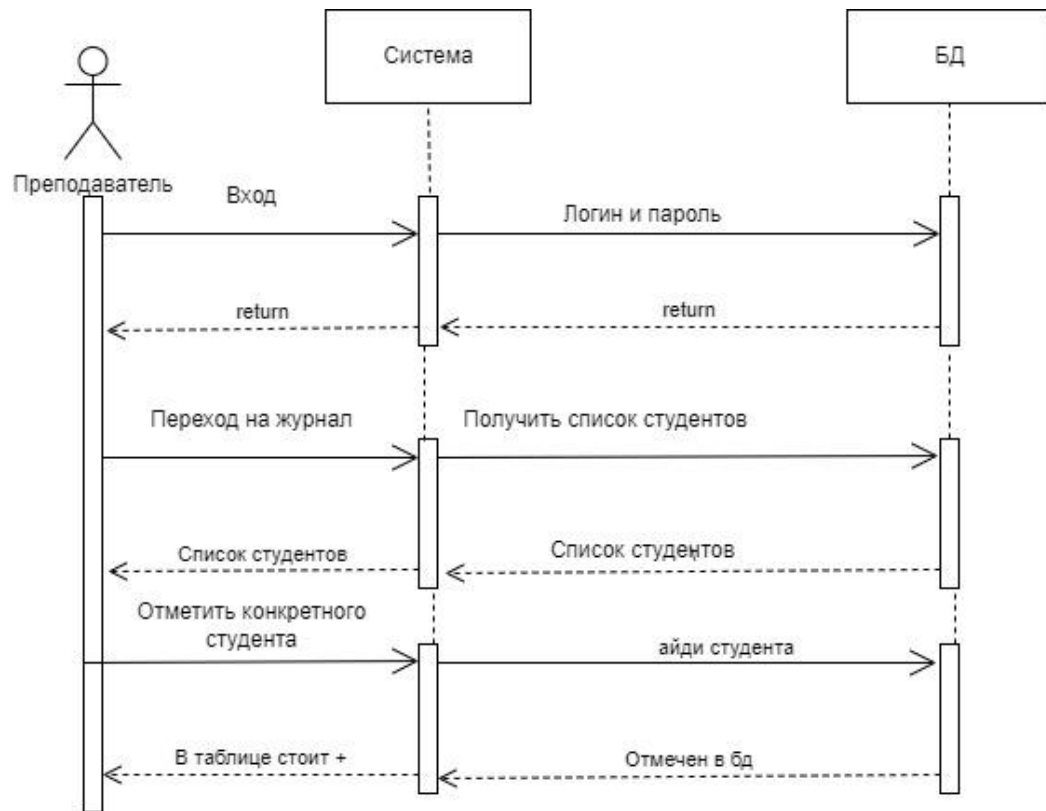 Система
БД
Преподаватель
Вход
Логин и пароль
return
return
Переход на журнал
Получить список студентов
Список студентов
Список студентов
Отметить конкретного
студента
айди студента
В таблице стоит +
Отмечен в бд